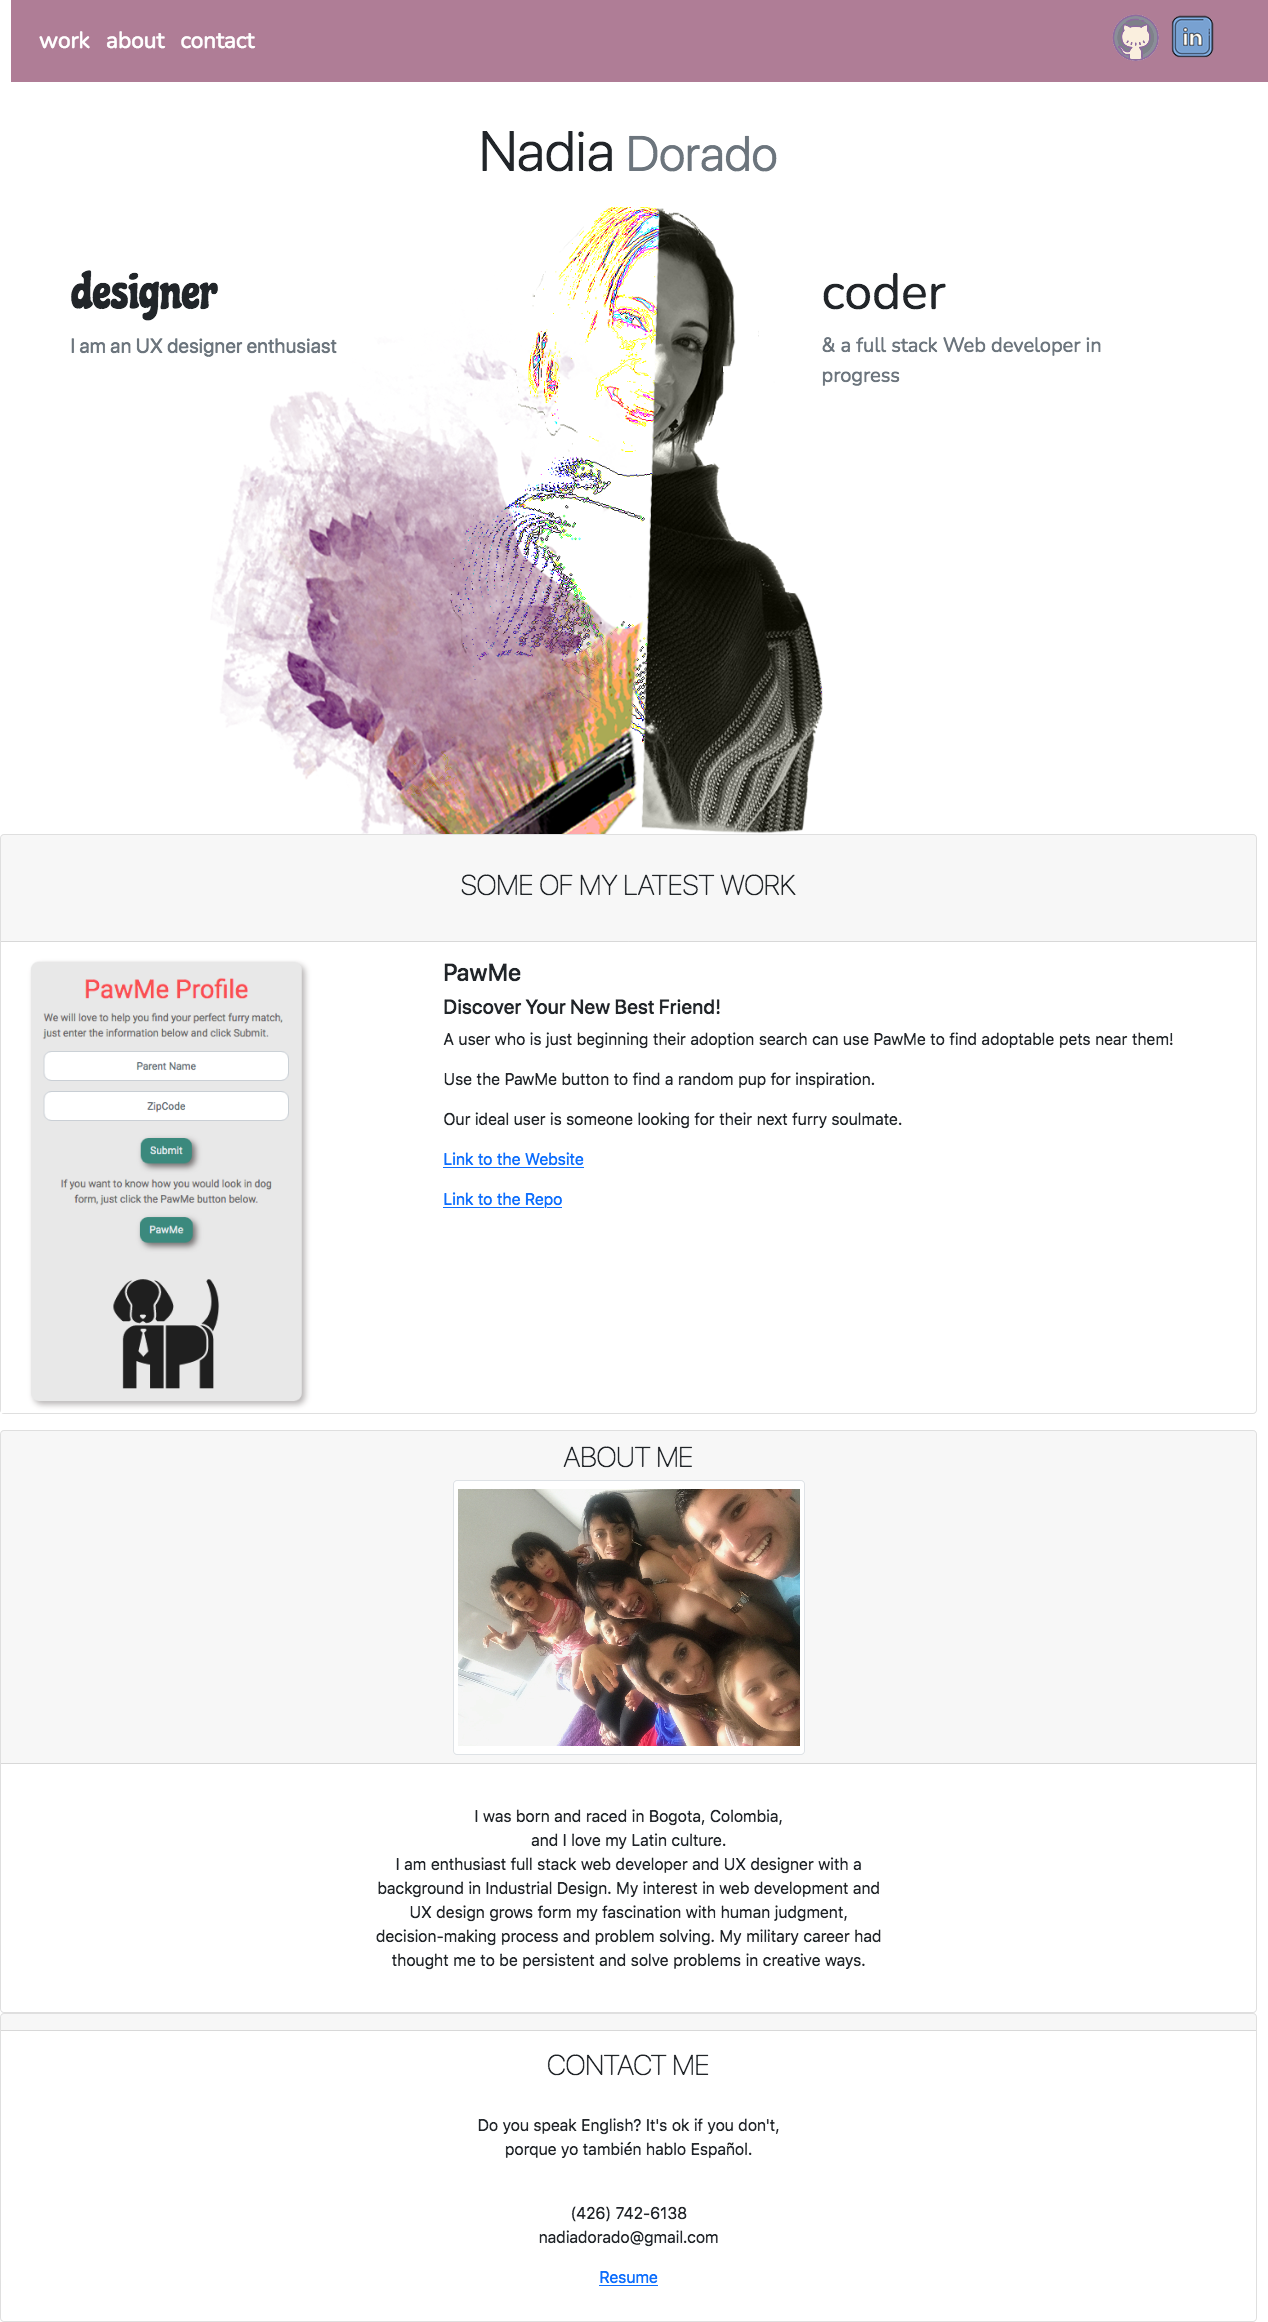 work about contact
in
Nadia Dorado
designer
I am an UX designer enthusiast
coder
& a full stack Web developer in
progress
SOME OF MY LATEST WORK
PawMe Profile
We will love to help you find your perfect furry match,
just enter the information below and click Submit.
Parent Name
ZipCode
Submit
If you want to know how you would look in dog
form, just click the PawMe button below.
PawMe
PawMe
Discover Your New Best Friend!
A user who is just beginning their adoption search can use PawMe to find adoptable pets near them!
Use the PawMe button to find a random pup for inspiration.
Our ideal user is someone looking for their next furry soulmate.
Link to the Website
Link to the Repo
ABOUT ME
I was born and raced in Bogota, Colombia,
and I love my Latin culture.
I am enthusiast full stack web developer and UX designer with a
background in Industrial Design. My interest in web development and
UX design grows form my fascination with human judgment,
decision-making process and problem solving. My military career had
thought me to be persistent and solve problems in creative ways.
CONTACT ME
Do you speak English? It's ok if you don't,
porque yo también hablo Español.
(426) 742-6138
nadiadorado@gmail.com
Resume